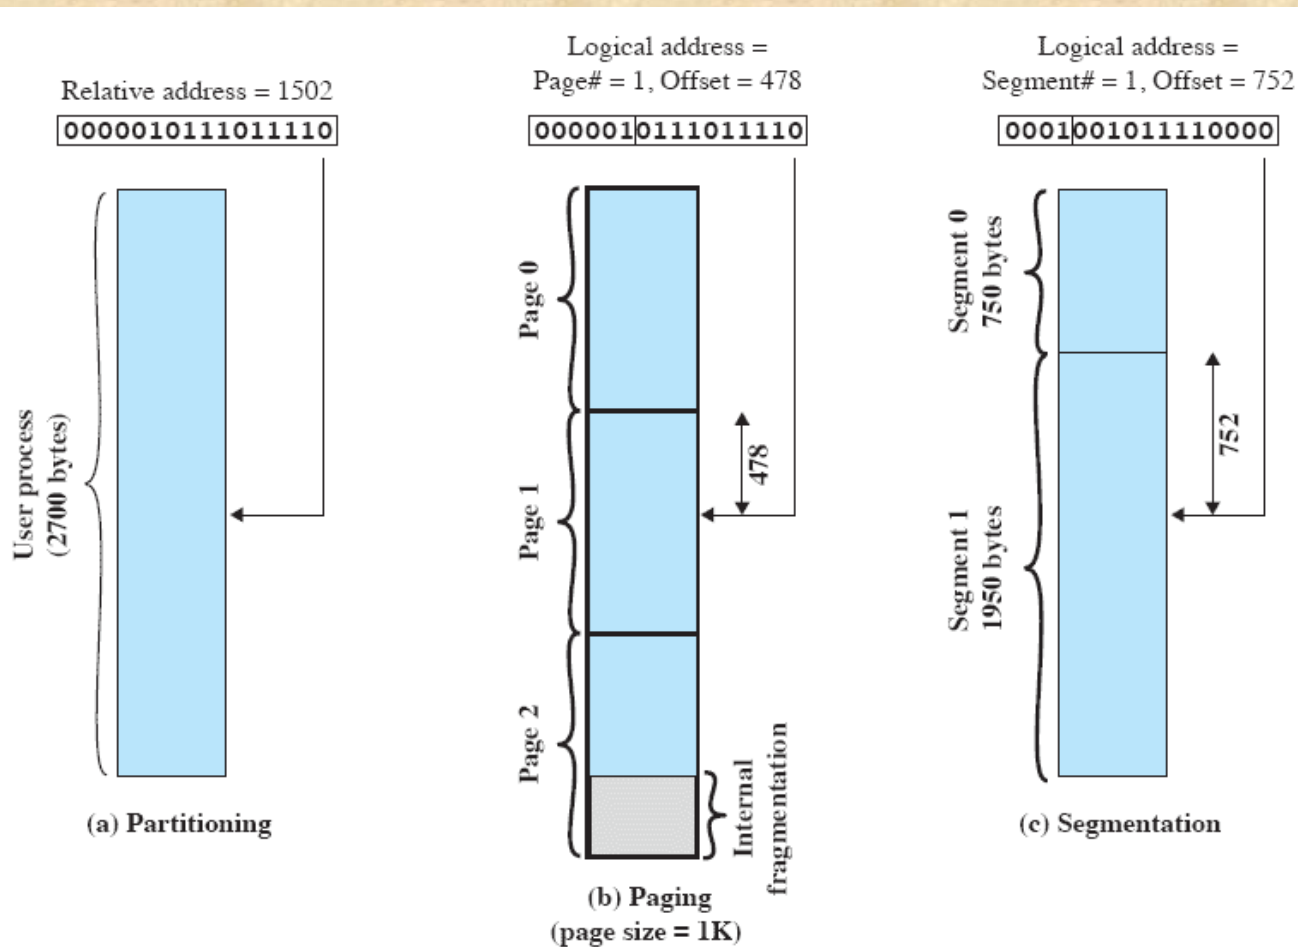 Relative address = 1502
0000010111011110
User process
(2700 bytes)
(a) Partitioning
Logical address =
Page# = 1, Offset = 478
0000010111011110
Page 0
Page 1
Page 2
478
Internal
fragmentation
(b) Paging
(page size = 1K)
Logical address =
Segment# = 1, Offset = 752
0001001011110000
Segment 0
750 bytes
Segment 1
1950 bytes
752
(c) Segmentation